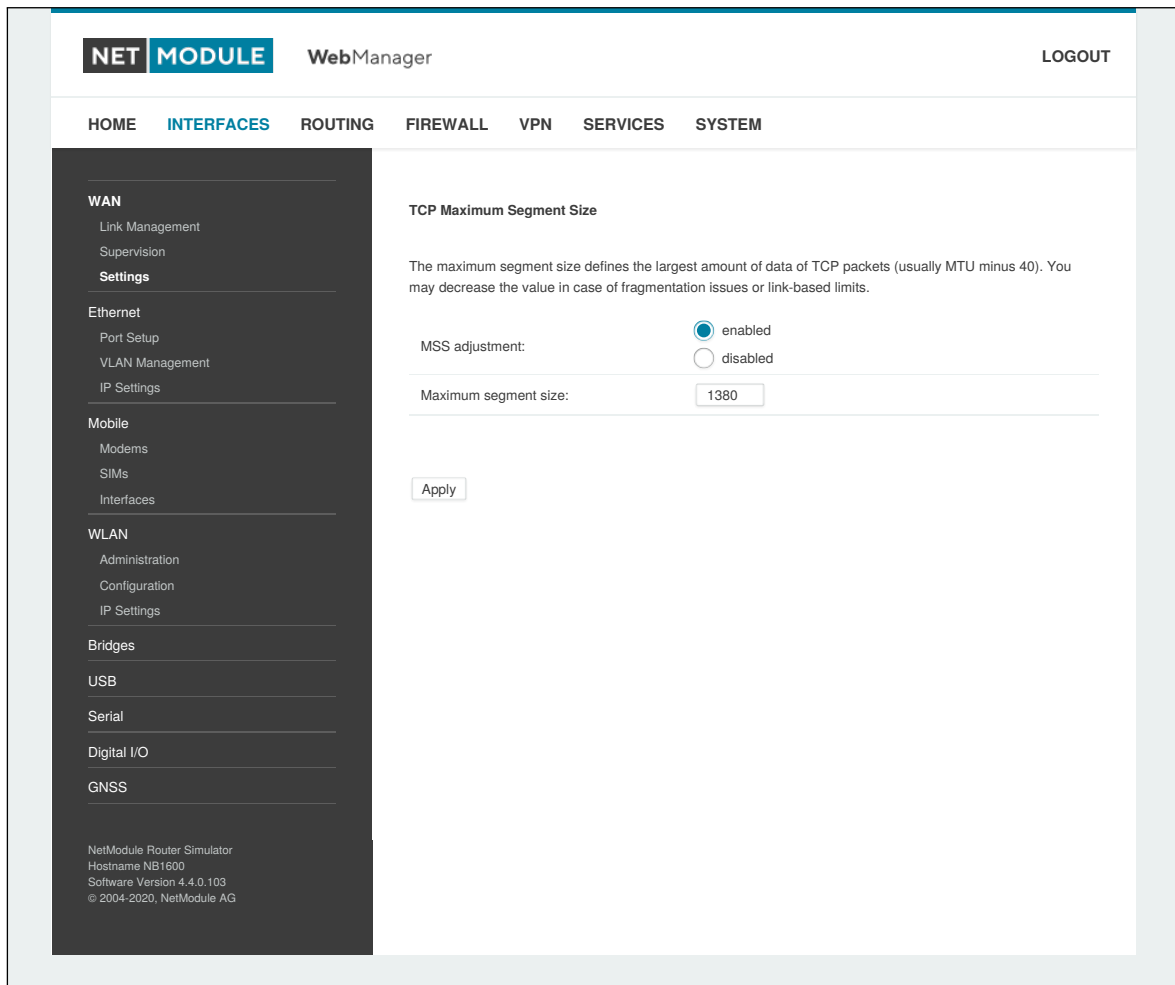 NET MODULE WebManager LOGOUT
HOME INTERFACES ROUTING FIREWALL VPN SERVICES SYSTEM
WAN
Link Management
Supervision
Settings
Ethernet
Port Setup
VLAN Management
IP Settings
Mobile
Modems
SIMs
Interfaces
WLAN
Administration
Configuration
IP Settings
Bridges
USB
Serial
Digital I/O
GNSS
NetModule Router Simulator
Hostname NB1600
Software Version 4.4.0.103
© 2004-2020, NetModule AG
TCP Maximum Segment Size
The maximum segment size defines the largest amount of data of TCP packets (usually MTU minus 40). You
may decrease the value in case of fragmentation issues or link-based limits.
MSS adjustment:
enabled
disabled
Maximum segment size: 1380
Apply